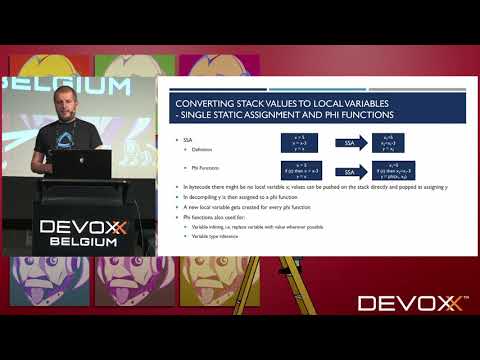 BELGIUM
DEVOXX
BELGIUM
CONVERTING STACK VALUES TO LOCAL VARIABLES
- SINGLE STATIC ASSIGNMENT AND PHI FUNCTIONS
SSA
Definition
x = 5
x = x-3
y = x
SSA
x₁=5
x₂=x₁-3
y = x₂
Phi Functions
x = 5
if (c) then x = x-3
y = x
SSA
x₁=5
In bytecode there might be no local variable x; values can be pushed on the stack directly and popped as assigning y
In decompiling y is then assigned to a phi function
A new local variable gets created for every phi function
Phi functions also used for:
Variable inlining, i.e. replace variable with value wherever possible
Variable type inference
DEVOXX™